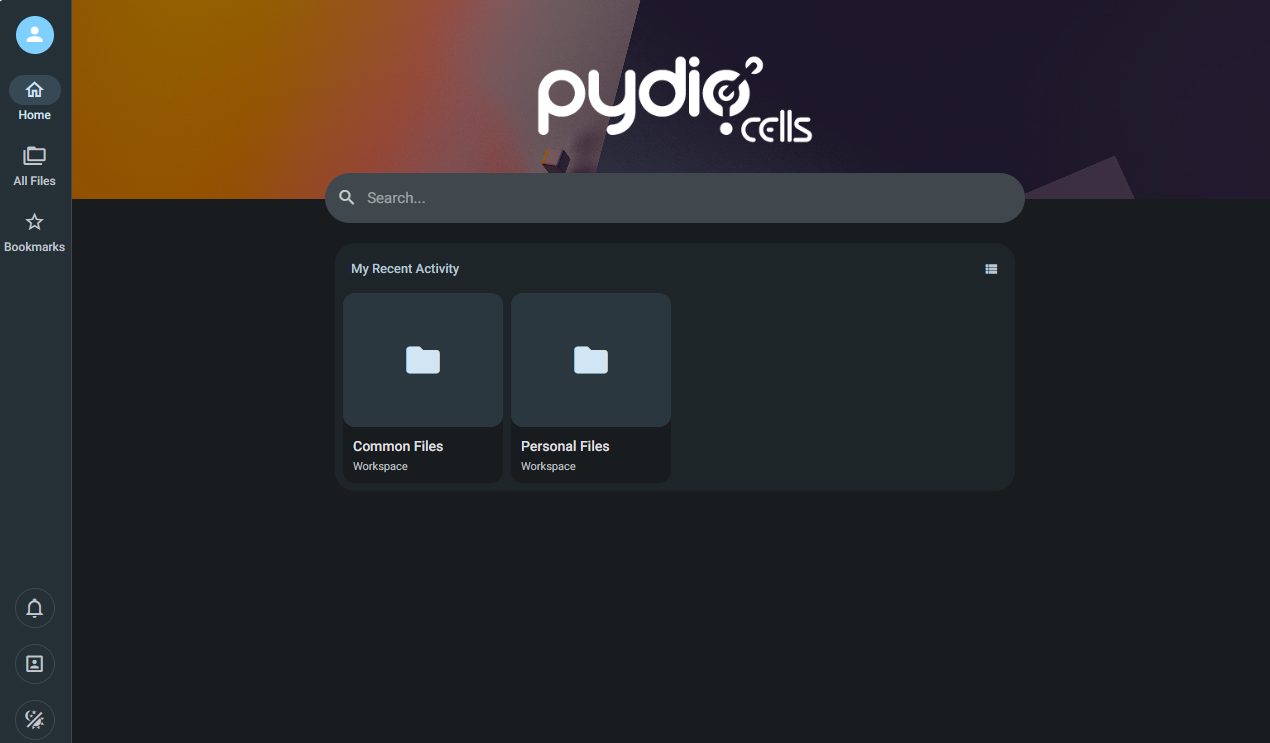 pydio
cells
Home
All Files
Bookmarks
Search...
My Recent Activity
Common Files
Workspace
Personal Files
Workspace